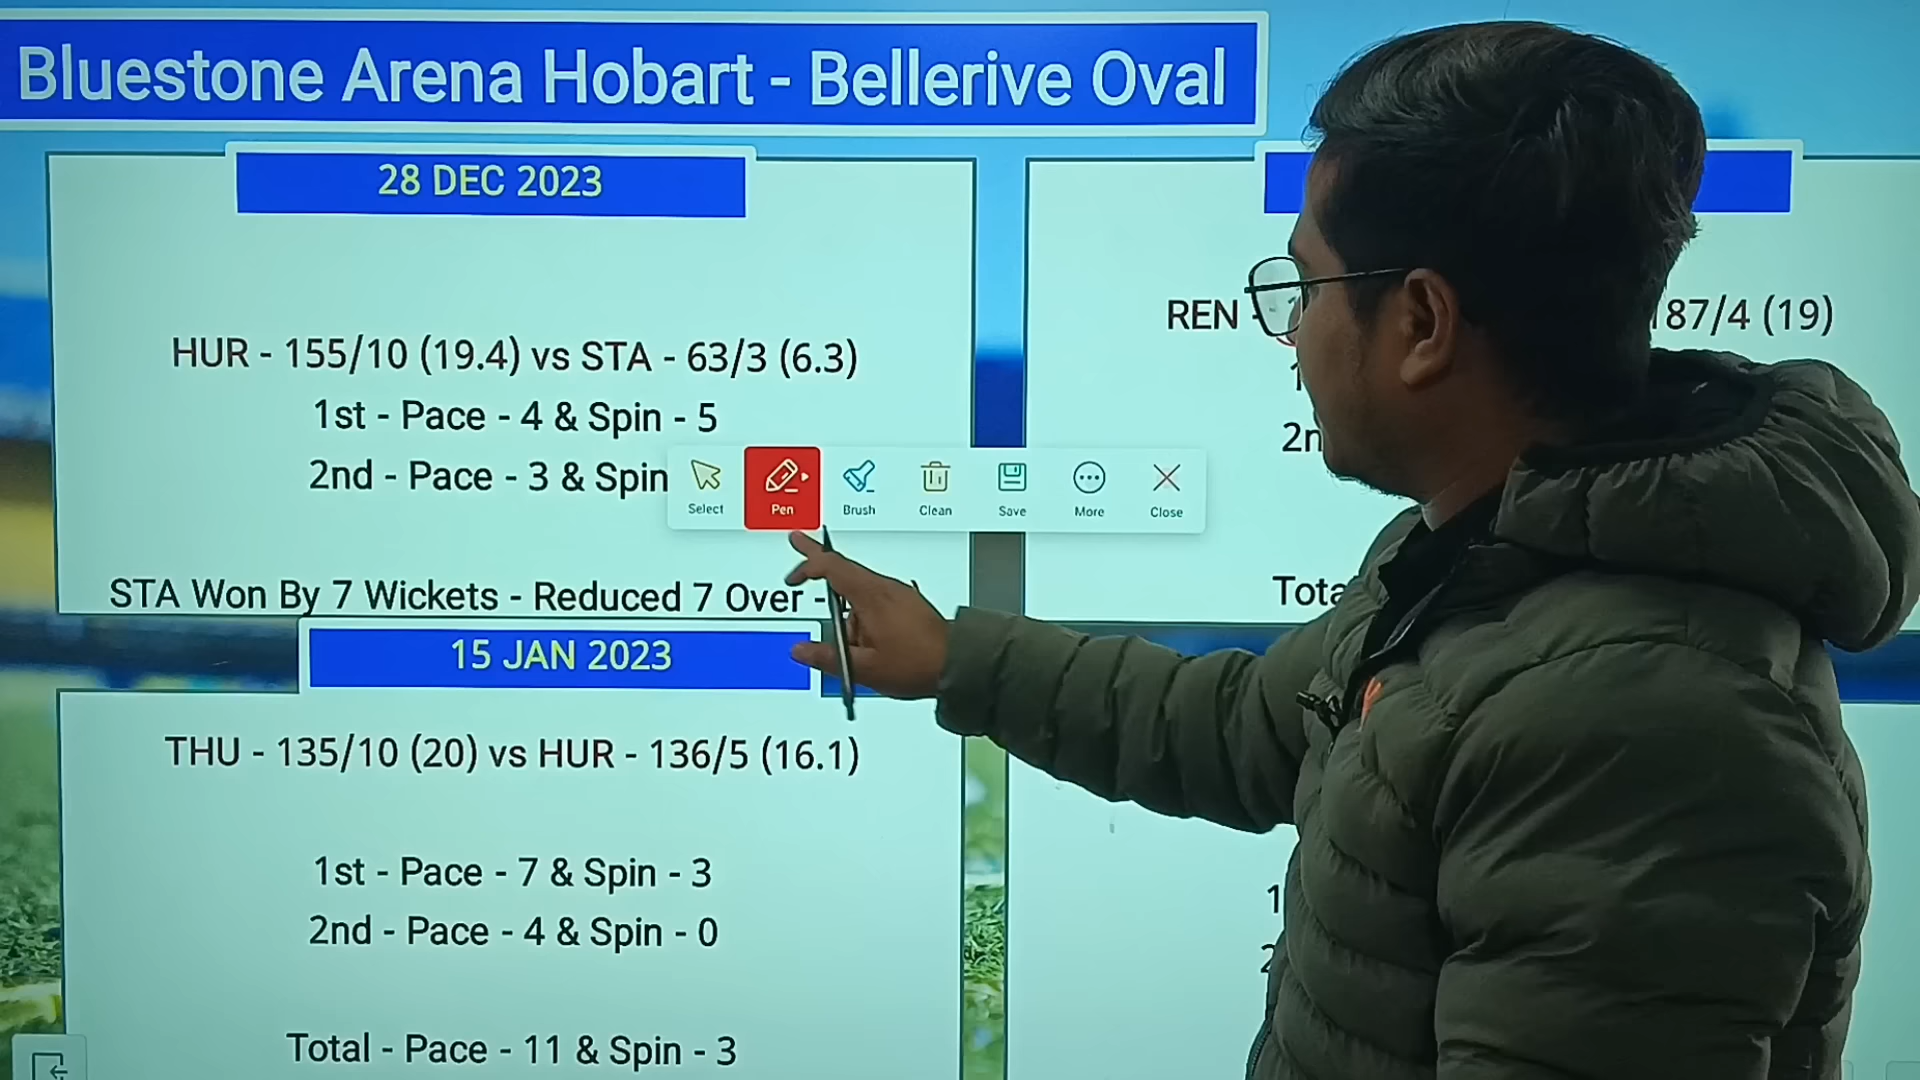 Bluestone Arena Hobart - Bellerive Oval
28 DEC 2023
HUR - 155/10 (19.4) vs STA - 63/3 (6.3)
1st - Pace - 4 & Spin - 5
2nd - Pace - 3 & Spin
STA Won By 7 Wickets - Reduced 7 Over -
REN 87/4 (19)
Select
Pen
Brush
Clean
Save
More
Close
15 JAN 2023
THU - 135/10 (20) vs HUR - 136/5 (16.1)
1st - Pace - 7 & Spin - 3
2nd - Pace - 4 & Spin - 0
Total - Pace - 11 & Spin - 3